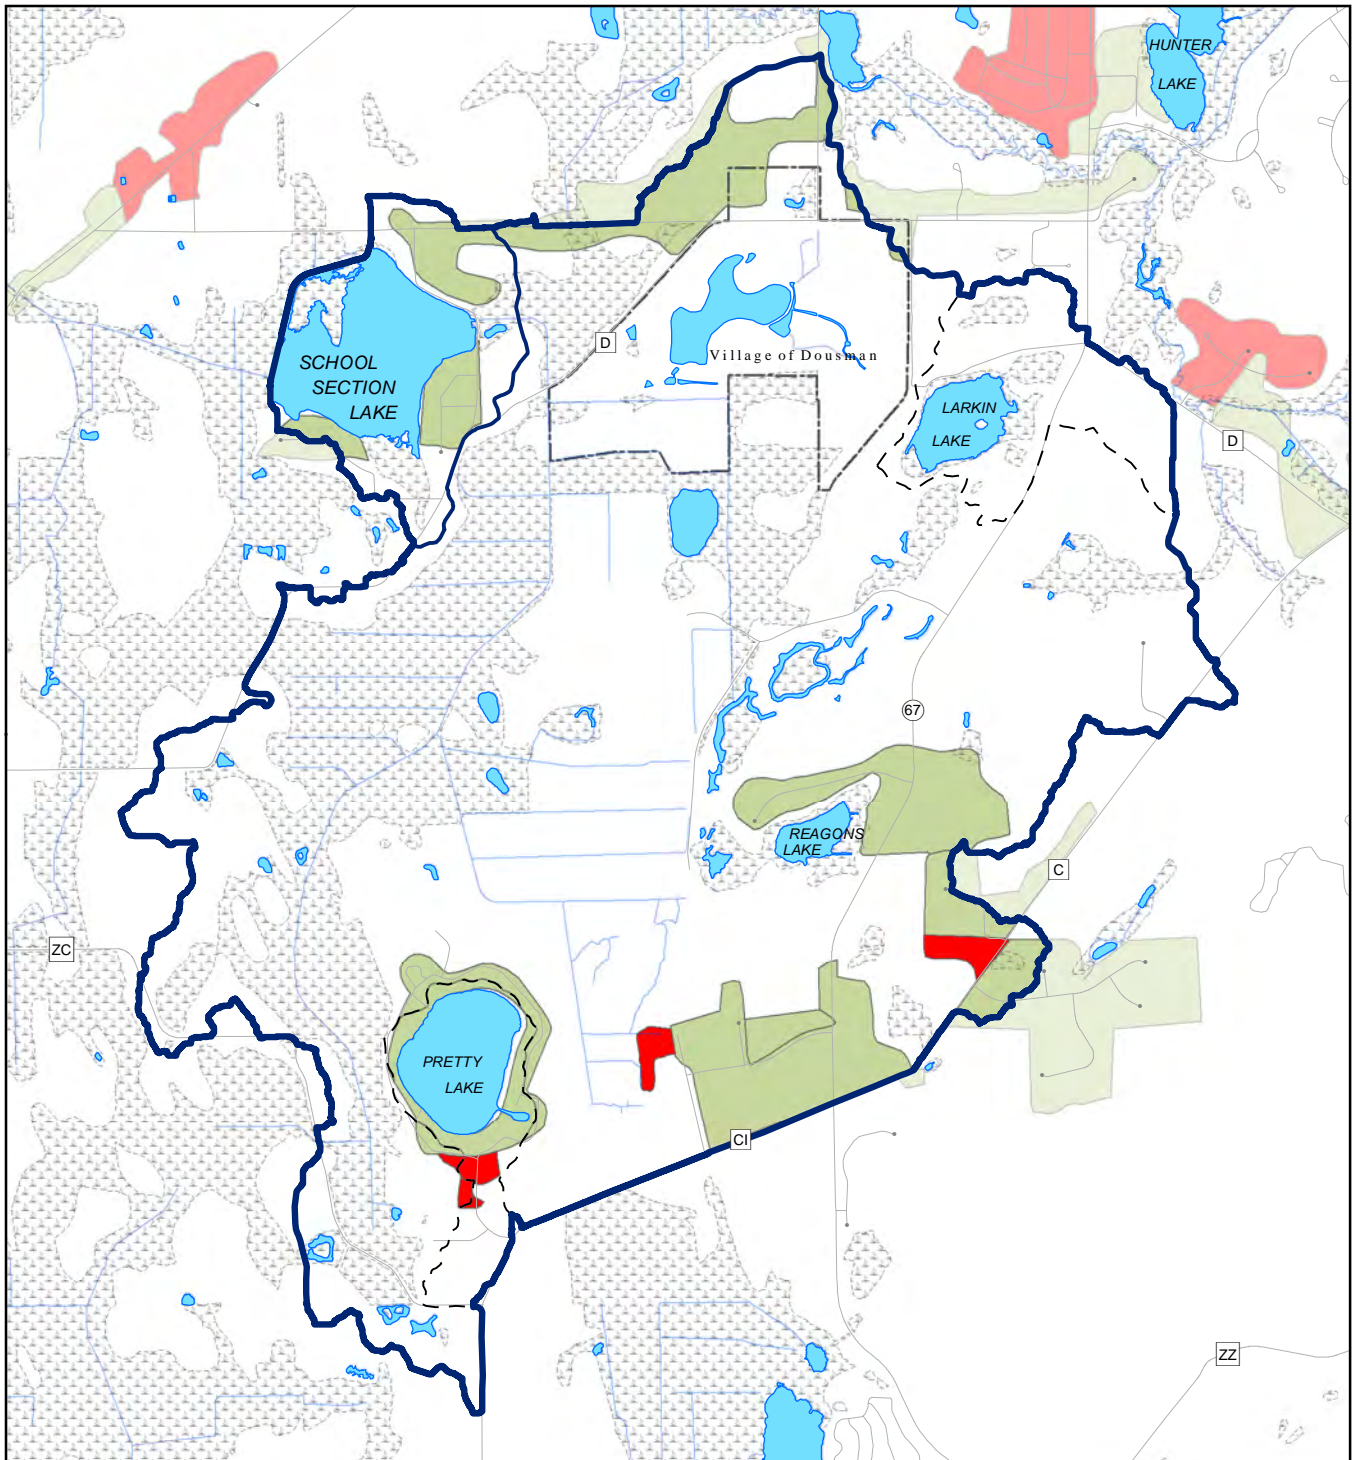 HUNTER
LAKE
D
SCHOOL
SECTION
LAKE
Village of Dousman
LARKIN
LAKE
D
67
REAGONS
LAKE
C
ZC
PRETTY
LAKE
CI
ZZ